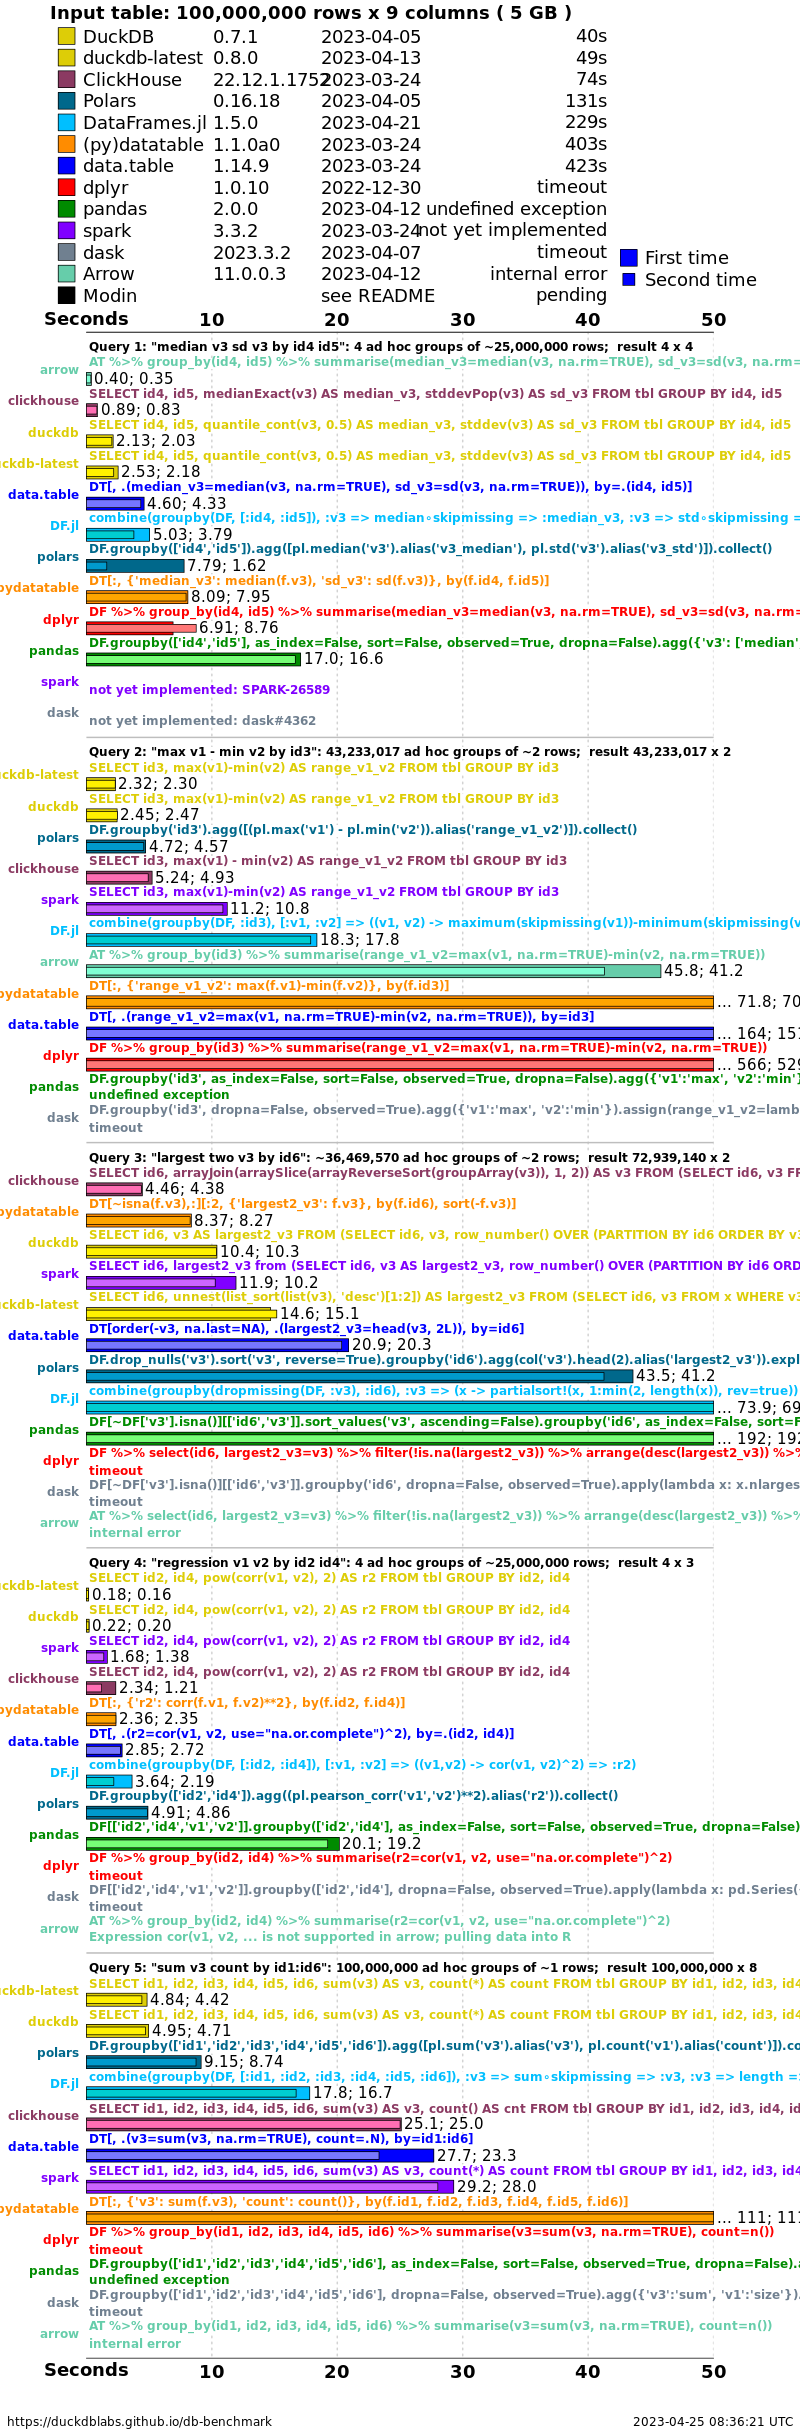 Input table: 100,000,000 rows x 9 columns ( 5 GB )
DuckDB 0.7.1 2023-04-05 40s
duckdb-latest 0.8.0 2023-04-13 49s
ClickHouse 22.12.1.1752 2023-03-24 74s
Polars 0.16.18 2023-04-05 131s
DataFrames.jl 1.5.0 2023-04-21 229s
(py)datatable 1.1.0a0 2023-03-24 403s
data.table 1.14.9 2023-03-24 423s
dplyr 1.0.10 2022-12-30 timeout
pandas 2.0.0 2023-04-12 undefined exception
spark 3.3.2 2023-03-24 not yet implemented
dask 2023.3.2 2023-04-07 timeout
Arrow 11.0.0.3 2023-04-12 internal error
Modin see README pending
First time
Second time
Seconds 10 20 30 40 50
Query 1: "median v3 sd v3 by id4 id5": 4 ad hoc groups of ~25,000,000 rows;  result 4 x 4
arrow AT %>% group_by(id4, id5) %>% summarise(median_v3=median(v3, na.rm=TRUE), sd_v3=sd(v3, na.rm=
0.40; 0.35
clickhouse SELECT id4, id5, medianExact(v3) AS median_v3, stddevPop(v3) AS sd_v3 FROM tbl GROUP BY id4, id5
0.89; 0.83
duckdb SELECT id4, id5, quantile_cont(v3, 0.5) AS median_v3, stddev(v3) AS sd_v3 FROM tbl GROUP BY id4, id5
2.13; 2.03
uckdb-latest SELECT id4, id5, quantile_cont(v3, 0.5) AS median_v3, stddev(v3) AS sd_v3 FROM tbl GROUP BY id4, id5
2.53; 2.18
data.table DT[, .(median_v3=median(v3, na.rm=TRUE), sd_v3=sd(v3, na.rm=TRUE)), by=.(id4, id5)]
4.60; 4.33
DF.jl combine(groupby(DF, [:id4, :id5]), :v3 => median∘skipmissing => :median_v3, :v3 => std∘skipmissing =
5.03; 3.79
polars DF.groupby(['id4','id5']).agg([pl.median('v3').alias('v3_median'), pl.std('v3').alias('v3_std')]).collect()
7.79; 1.62
pydatatable DT[:, {'median_v3': median(f.v3), 'sd_v3': sd(f.v3)}, by(f.id4, f.id5)]
8.09; 7.95
dplyr DF %>% group_by(id4, id5) %>% summarise(median_v3=median(v3, na.rm=TRUE), sd_v3=sd(v3, na.rm=
6.91; 8.76
pandas DF.groupby(['id4','id5'], as_index=False, sort=False, observed=True, dropna=False).agg({'v3': ['median',
17.0; 16.6
spark not yet implemented: SPARK-26589
dask not yet implemented: dask#4362
Query 2: "max v1 - min v2 by id3": 43,233,017 ad hoc groups of ~2 rows;  result 43,233,017 x 2
uckdb-latest SELECT id3, max(v1)-min(v2) AS range_v1_v2 FROM tbl GROUP BY id3
2.32; 2.30
duckdb SELECT id3, max(v1)-min(v2) AS range_v1_v2 FROM tbl GROUP BY id3
2.45; 2.47
polars DF.groupby('id3').agg([(pl.max('v1') - pl.min('v2')).alias('range_v1_v2')]).collect()
4.72; 4.57
clickhouse SELECT id3, max(v1) - min(v2) AS range_v1_v2 FROM tbl GROUP BY id3
5.24; 4.93
spark SELECT id3, max(v1)-min(v2) AS range_v1_v2 FROM tbl GROUP BY id3
11.2; 10.8
DF.jl combine(groupby(DF, :id3), [:v1, :v2] => ((v1, v2) -> maximum(skipmissing(v1))-minimum(skipmissing(v
18.3; 17.8
arrow AT %>% group_by(id3) %>% summarise(range_v1_v2=max(v1, na.rm=TRUE)-min(v2, na.rm=TRUE))
45.8; 41.2
pydatatable DT[:, {'range_v1_v2': max(f.v1)-min(f.v2)}, by(f.id3)]
... 71.8; 70
data.table DT[, .(range_v1_v2=max(v1, na.rm=TRUE)-min(v2, na.rm=TRUE)), by=id3]
... 164; 151
dplyr DF %>% group_by(id3) %>% summarise(range_v1_v2=max(v1, na.rm=TRUE)-min(v2, na.rm=TRUE))
... 566; 529
pandas DF.groupby('id3', as_index=False, sort=False, observed=True, dropna=False).agg({'v1':'max', 'v2':'min'}
undefined exception
dask DF.groupby('id3', dropna=False, observed=True).agg({'v1':'max', 'v2':'min'}).assign(range_v1_v2=lamb
timeout
Query 3: "largest two v3 by id6": ~36,469,570 ad hoc groups of ~2 rows;  result 72,939,140 x 2
clickhouse SELECT id6, arrayJoin(arraySlice(arrayReverseSort(groupArray(v3)), 1, 2)) AS v3 FROM (SELECT id6, v3 FR
4.46; 4.38
pydatatable DT[~isna(f.v3),:][:2, {'largest2_v3': f.v3}, by(f.id6), sort(-f.v3)]
8.37; 8.27
duckdb SELECT id6, v3 AS largest2_v3 FROM (SELECT id6, v3, row_number() OVER (PARTITION BY id6 ORDER BY v3
10.4; 10.3
spark SELECT id6, largest2_v3 from (SELECT id6, v3 AS largest2_v3, row_number() OVER (PARTITION BY id6 ORD
11.9; 10.2
uckdb-latest SELECT id6, unnest(list_sort(list(v3), 'desc')[1:2]) AS largest2_v3 FROM (SELECT id6, v3 FROM x WHERE v3
14.6; 15.1
data.table DT[order(-v3, na.last=NA), .(largest2_v3=head(v3, 2L)), by=id6]
20.9; 20.3
polars DF.drop_nulls('v3').sort('v3', reverse=True).groupby('id6').agg(col('v3').head(2).alias('largest2_v3')).expl
43.5; 41.2
DF.jl combine(groupby(dropmissing(DF, :v3), :id6), :v3 => (x -> partialsort!(x, 1:min(2, length(x)), rev=true))
... 73.9; 69
pandas DF[~DF['v3'].isna()][['id6','v3']].sort_values('v3', ascending=False).groupby('id6', as_index=False, sort=F
... 192; 192
dplyr DF %>% select(id6, largest2_v3=v3) %>% filter(!is.na(largest2_v3)) %>% arrange(desc(largest2_v3)) %>%
timeout
dask DF[~DF['v3'].isna()][['id6','v3']].groupby('id6', dropna=False, observed=True).apply(lambda x: x.nlarges
timeout
arrow AT %>% select(id6, largest2_v3=v3) %>% filter(!is.na(largest2_v3)) %>% arrange(desc(largest2_v3)) %>%
internal error
Query 4: "regression v1 v2 by id2 id4": 4 ad hoc groups of ~25,000,000 rows;  result 4 x 3
uckdb-latest SELECT id2, id4, pow(corr(v1, v2), 2) AS r2 FROM tbl GROUP BY id2, id4
0.18; 0.16
duckdb SELECT id2, id4, pow(corr(v1, v2), 2) AS r2 FROM tbl GROUP BY id2, id4
0.22; 0.20
spark SELECT id2, id4, pow(corr(v1, v2), 2) AS r2 FROM tbl GROUP BY id2, id4
1.68; 1.38
clickhouse SELECT id2, id4, pow(corr(v1, v2), 2) AS r2 FROM tbl GROUP BY id2, id4
2.34; 1.21
pydatatable DT[:, {'r2': corr(f.v1, f.v2)**2}, by(f.id2, f.id4)]
2.36; 2.35
data.table DT[, .(r2=cor(v1, v2, use="na.or.complete")^2), by=.(id2, id4)]
2.85; 2.72
DF.jl combine(groupby(DF, [:id2, :id4]), [:v1, :v2] => ((v1,v2) -> cor(v1, v2)^2) => :r2)
3.64; 2.19
polars DF.groupby(['id2','id4']).agg((pl.pearson_corr('v1','v2')**2).alias('r2')).collect()
4.91; 4.86
pandas DF[['id2','id4','v1','v2']].groupby(['id2','id4'], as_index=False, sort=False, observed=True, dropna=False)
20.1; 19.2
dplyr DF %>% group_by(id2, id4) %>% summarise(r2=cor(v1, v2, use="na.or.complete")^2)
timeout
dask DF[['id2','id4','v1','v2']].groupby(['id2','id4'], dropna=False, observed=True).apply(lambda x: pd.Series(
timeout
arrow AT %>% group_by(id2, id4) %>% summarise(r2=cor(v1, v2, use="na.or.complete")^2)
Expression cor(v1, v2, ... is not supported in arrow; pulling data into R
Query 5: "sum v3 count by id1:id6": 100,000,000 ad hoc groups of ~1 rows;  result 100,000,000 x 8
uckdb-latest SELECT id1, id2, id3, id4, id5, id6, sum(v3) AS v3, count(*) AS count FROM tbl GROUP BY id1, id2, id3, id4
4.84; 4.42
duckdb SELECT id1, id2, id3, id4, id5, id6, sum(v3) AS v3, count(*) AS count FROM tbl GROUP BY id1, id2, id3, id4
4.95; 4.71
polars DF.groupby(['id1','id2','id3','id4','id5','id6']).agg([pl.sum('v3').alias('v3'), pl.count('v1').alias('count')]).co
9.15; 8.74
DF.jl combine(groupby(DF, [:id1, :id2, :id3, :id4, :id5, :id6]), :v3 => sum∘skipmissing => :v3, :v3 => length =
17.8; 16.7
clickhouse SELECT id1, id2, id3, id4, id5, id6, sum(v3) AS v3, count() AS cnt FROM tbl GROUP BY id1, id2, id3, id4, id
25.1; 25.0
data.table DT[, .(v3=sum(v3, na.rm=TRUE), count=.N), by=id1:id6]
27.7; 23.3
spark SELECT id1, id2, id3, id4, id5, id6, sum(v3) AS v3, count(*) AS count FROM tbl GROUP BY id1, id2, id3, id4
29.2; 28.0
pydatatable DT[:, {'v3': sum(f.v3), 'count': count()}, by(f.id1, f.id2, f.id3, f.id4, f.id5, f.id6)]
... 111; 111
dplyr DF %>% group_by(id1, id2, id3, id4, id5, id6) %>% summarise(v3=sum(v3, na.rm=TRUE), count=n())
timeout
pandas DF.groupby(['id1','id2','id3','id4','id5','id6'], as_index=False, sort=False, observed=True, dropna=False).
undefined exception
dask DF.groupby(['id1','id2','id3','id4','id5','id6'], dropna=False, observed=True).agg({'v3':'sum', 'v1':'size'}).
timeout
arrow AT %>% group_by(id1, id2, id3, id4, id5, id6) %>% summarise(v3=sum(v3, na.rm=TRUE), count=n())
internal error
Seconds 10 20 30 40 50
https://duckdblabs.github.io/db-benchmark 2023-04-25 08:36:21 UTC